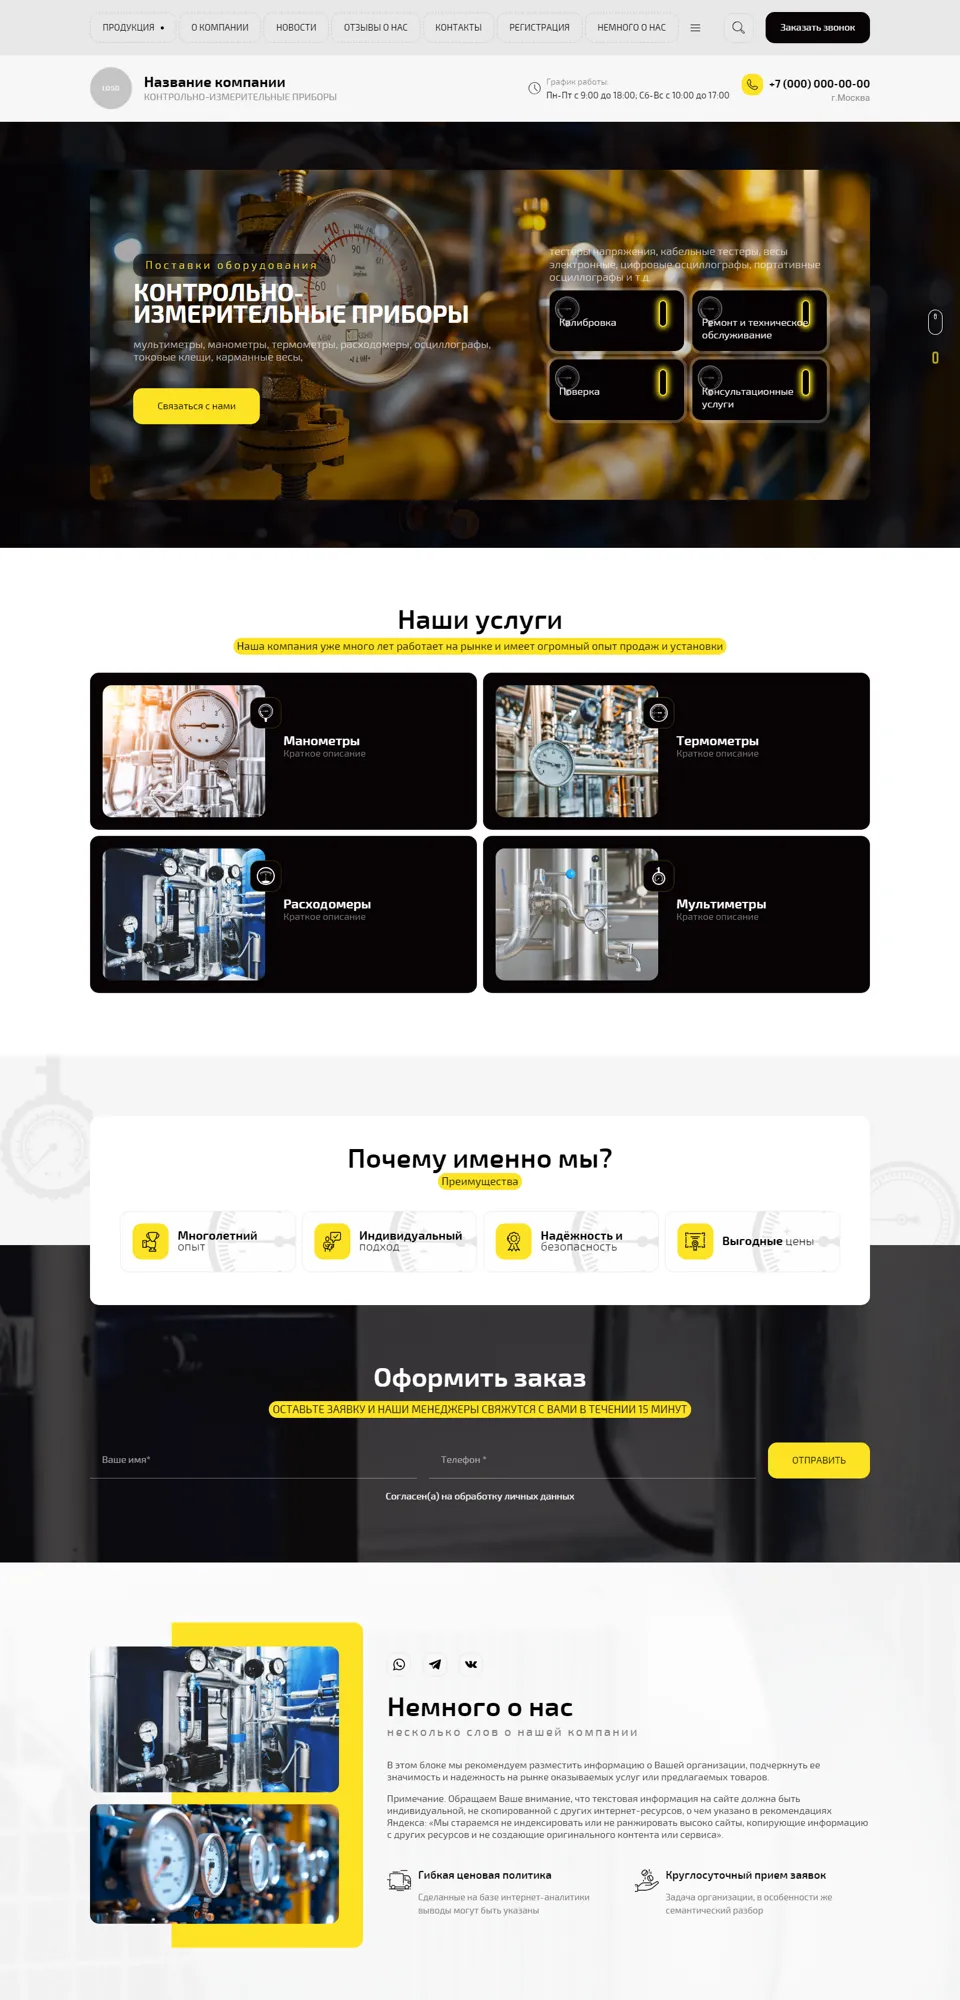 ПРОДУКЦИЯ
О КОМПАНИИ
НОВОСТИ
ОТЗЫВЫ О НАС
КОНТАКТЫ
РЕГИСТРАЦИЯ
НЕМНОГО О НАС
Заказать звонок
LOGO
Название компании
КОНТРОЛЬНО-ИЗМЕРИТЕЛЬНЫЕ ПРИБОРЫ
График работы:
Пн-Пт с 9:00 до 18:00; Сб-Вс с 10:00 до 17:00
+7 (000) 000-00-00
г.Москва
Поставки оборудования
КОНТРОЛЬНО-
ИЗМЕРИТЕЛЬНЫЕ ПРИБОРЫ
мультиметры, манометры, термометры, расходомеры, осциллографы,
токовые клещи, карманные весы,
Связаться с нами
тестеры напряжения, кабельные тестеры, весы
электронные, цифровые осциллографы, портативные
осциллографы и т.д.
Калибровка
Ремонт и техническое
обслуживание
Поверка
Консультационные
услуги
Наши услуги
Наша компания уже много лет работает на рынке и имеет огромный опыт продаж и установки
Манометры
Краткое описание
Термометры
Краткое описание
Расходомеры
Краткое описание
Мультиметры
Краткое описание
Почему именно мы?
Преимущества
Многолетний
опыт
Индивидуальный
подход
Надёжность и
безопасность
Выгодные цены
Оформить заказ
ОСТАВЬТЕ ЗАЯВКУ И НАШИ МЕНЕДЖЕРЫ СВЯЖУТСЯ С ВАМИ В ТЕЧЕНИИ 15 МИНУТ
Ваше имя*
Телефон *
ОТПРАВИТЬ
Согласен(а) на обработку личных данных
Немного о нас
несколько слов о нашей компании
В этом блоке мы рекомендуем разместить информацию о Вашей организации, подчеркнуть ее
значимость и надежность на рынке оказываемых услуг или предлагаемых товаров.
Примечание. Обращаем Ваше внимание, что текстовая информация на сайте должна быть
индивидуальной, не скопированной с других интернет-ресурсов, о чем указано в рекомендациях
Яндекса: «Мы стараемся не индексировать или не ранжировать высоко сайты, копирующие информацию
с других ресурсов и не создающие оригинального контента или сервиса».
Гибкая ценовая политика
Сделанные на базе интернет-аналитики
выводы могут быть указаны
Круглосуточный прием заявок
Задача организации, в особенности же
семантический разбор